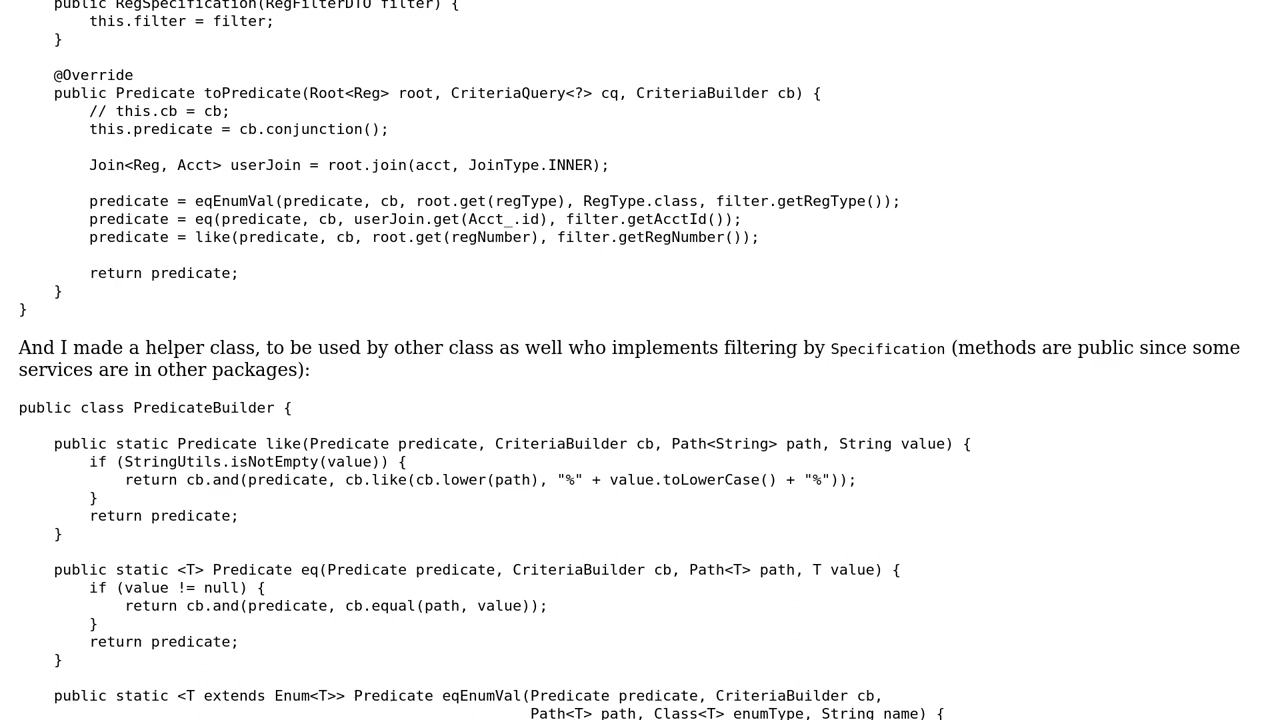 public RegSpecification(RegFilterDTO filter) {
        this.filter = filter;
    }

    @Override
    public Predicate toPredicate(Root<Reg> root, CriteriaQuery<?> cq, CriteriaBuilder cb) {
        // this.cb = cb;
        this.predicate = cb.conjunction();

        Join<Reg, Acct> userJoin = root.join(acct, JoinType.INNER);

        predicate = eqEnumVal(predicate, cb, root.get(regType), RegType.class, filter.getRegType());
        predicate = eq(predicate, cb, userJoin.get(Acct_.id), filter.getAcctId());
        predicate = like(predicate, cb, root.get(regNumber), filter.getRegNumber());

        return predicate;
    }
}
And I made a helper class, to be used by other class as well who implements filtering by Specification (methods are public since some
services are in other packages):
public class PredicateBuilder {

    public static Predicate like(Predicate predicate, CriteriaBuilder cb, Path<String> path, String value) {
        if (StringUtils.isNotEmpty(value)) {
            return cb.and(predicate, cb.like(cb.lower(path), "%" + value.toLowerCase() + "%"));
        }
        return predicate;
    }

    public static <T> Predicate eq(Predicate predicate, CriteriaBuilder cb, Path<T> path, T value) {
        if (value != null) {
            return cb.and(predicate, cb.equal(path, value));
        }
        return predicate;
    }

    public static <T extends Enum<T>> Predicate eqEnumVal(Predicate predicate, CriteriaBuilder cb,
                                                          Path<T> path, Class<T> enumType, String name) {